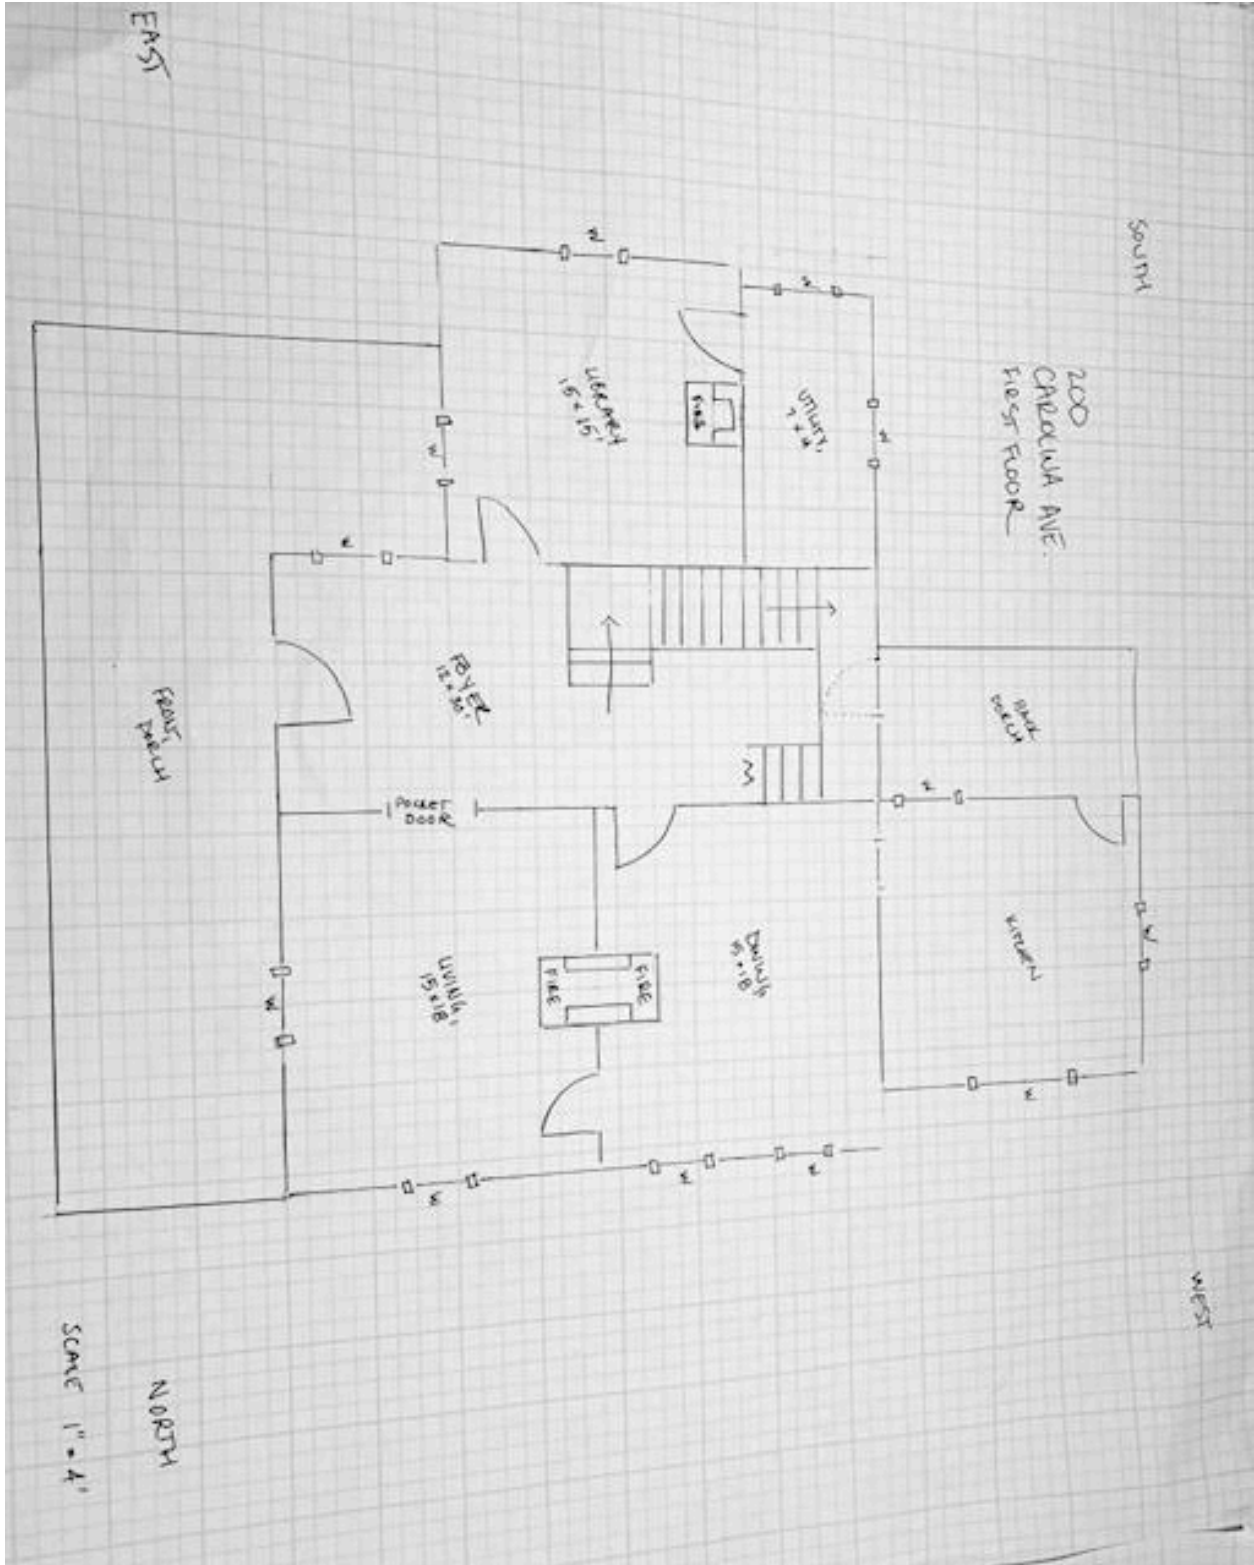 EAST
SOUTH
200
CAROLINA AVE.
FIRST FLOOR
W
W
LIBRARY
15 x 15'
FIRE
UTILITY
W
W
W
FOYER
FRONT
PORCH
BACK
PORCH
POCKET
DOOR
W
W
LIVING
15 x 18'
FIRE
FIRE
DINING
15 x 18'
KITCHEN
W
W
W
W
W
WEST
NORTH
SCALE 1" = 4'